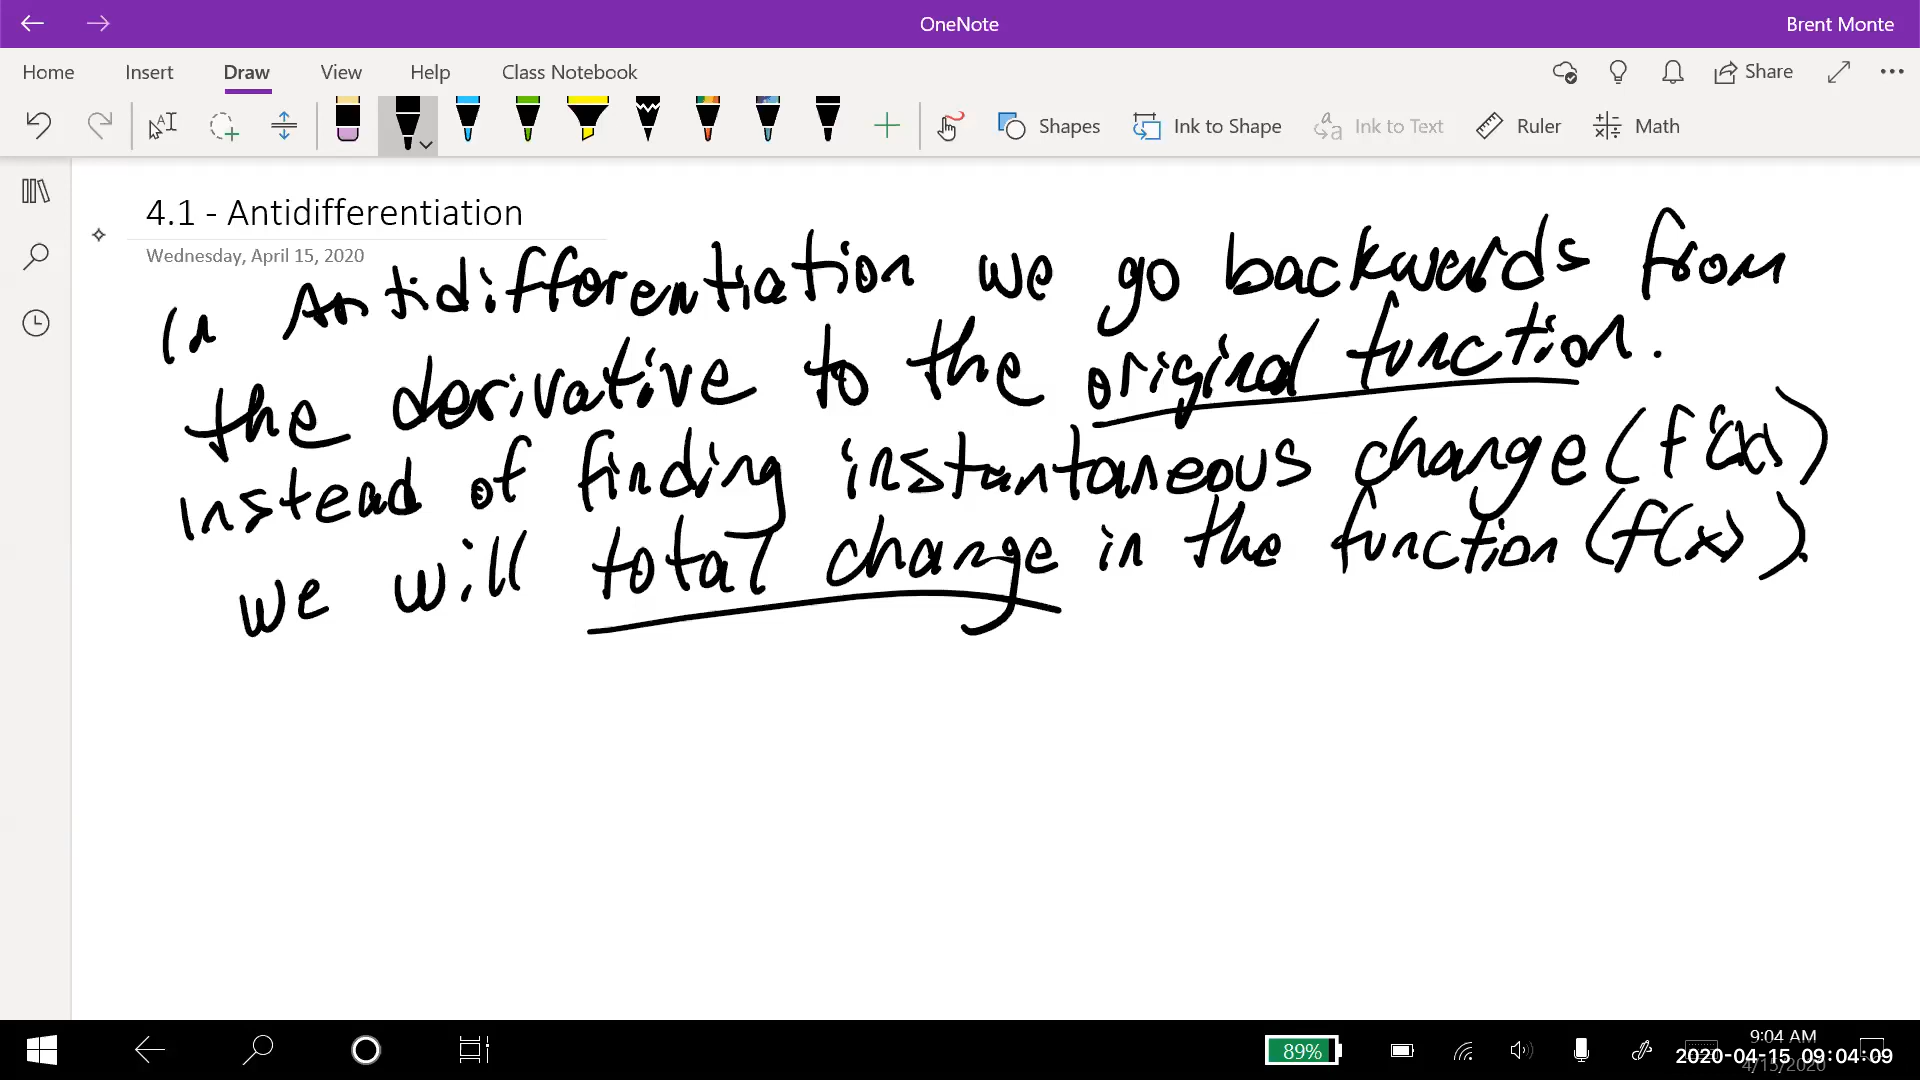 OneNote
Brent Monte
Home Insert Draw View Help Class Notebook Share
Shapes Ink to Shape Ink to Text Ruler Math
4.1 - Antidifferentiation
Wednesday, April 15, 2020
In Antidifferentiation we go backwards from
the derivative to the original function.
instead of finding instantaneous change (f'(x))
we will total change in the function (f(x)).
89%
9:04 AM
2020-04-15 09:04:09
4/15/2020